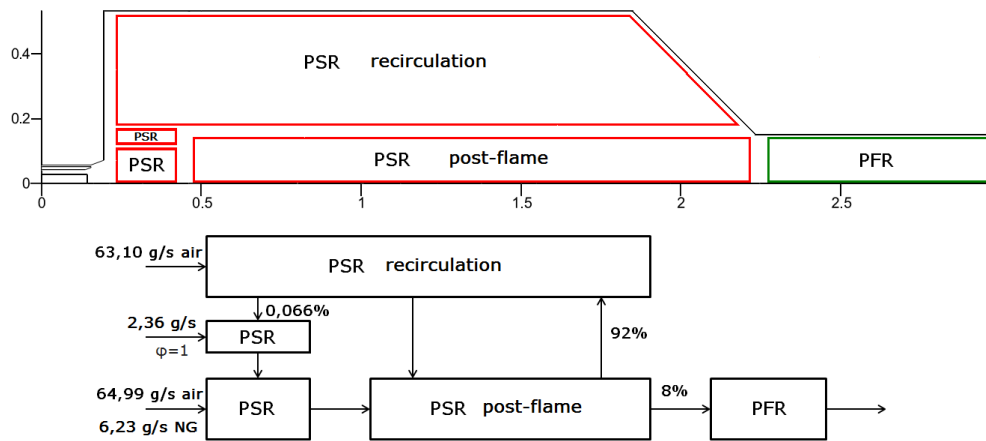 0.4
PSR recirculation
0.2
PSR
PSR
PSR post-flame
PFR
0
0
0.5
1
1.5
2
2.5
63,10 g/s air
PSR recirculation
0,066%
2,36 g/s
φ=1
PSR
92%
64,99 g/s air
6,23 g/s NG
PSR
PSR post-flame
8%
PFR